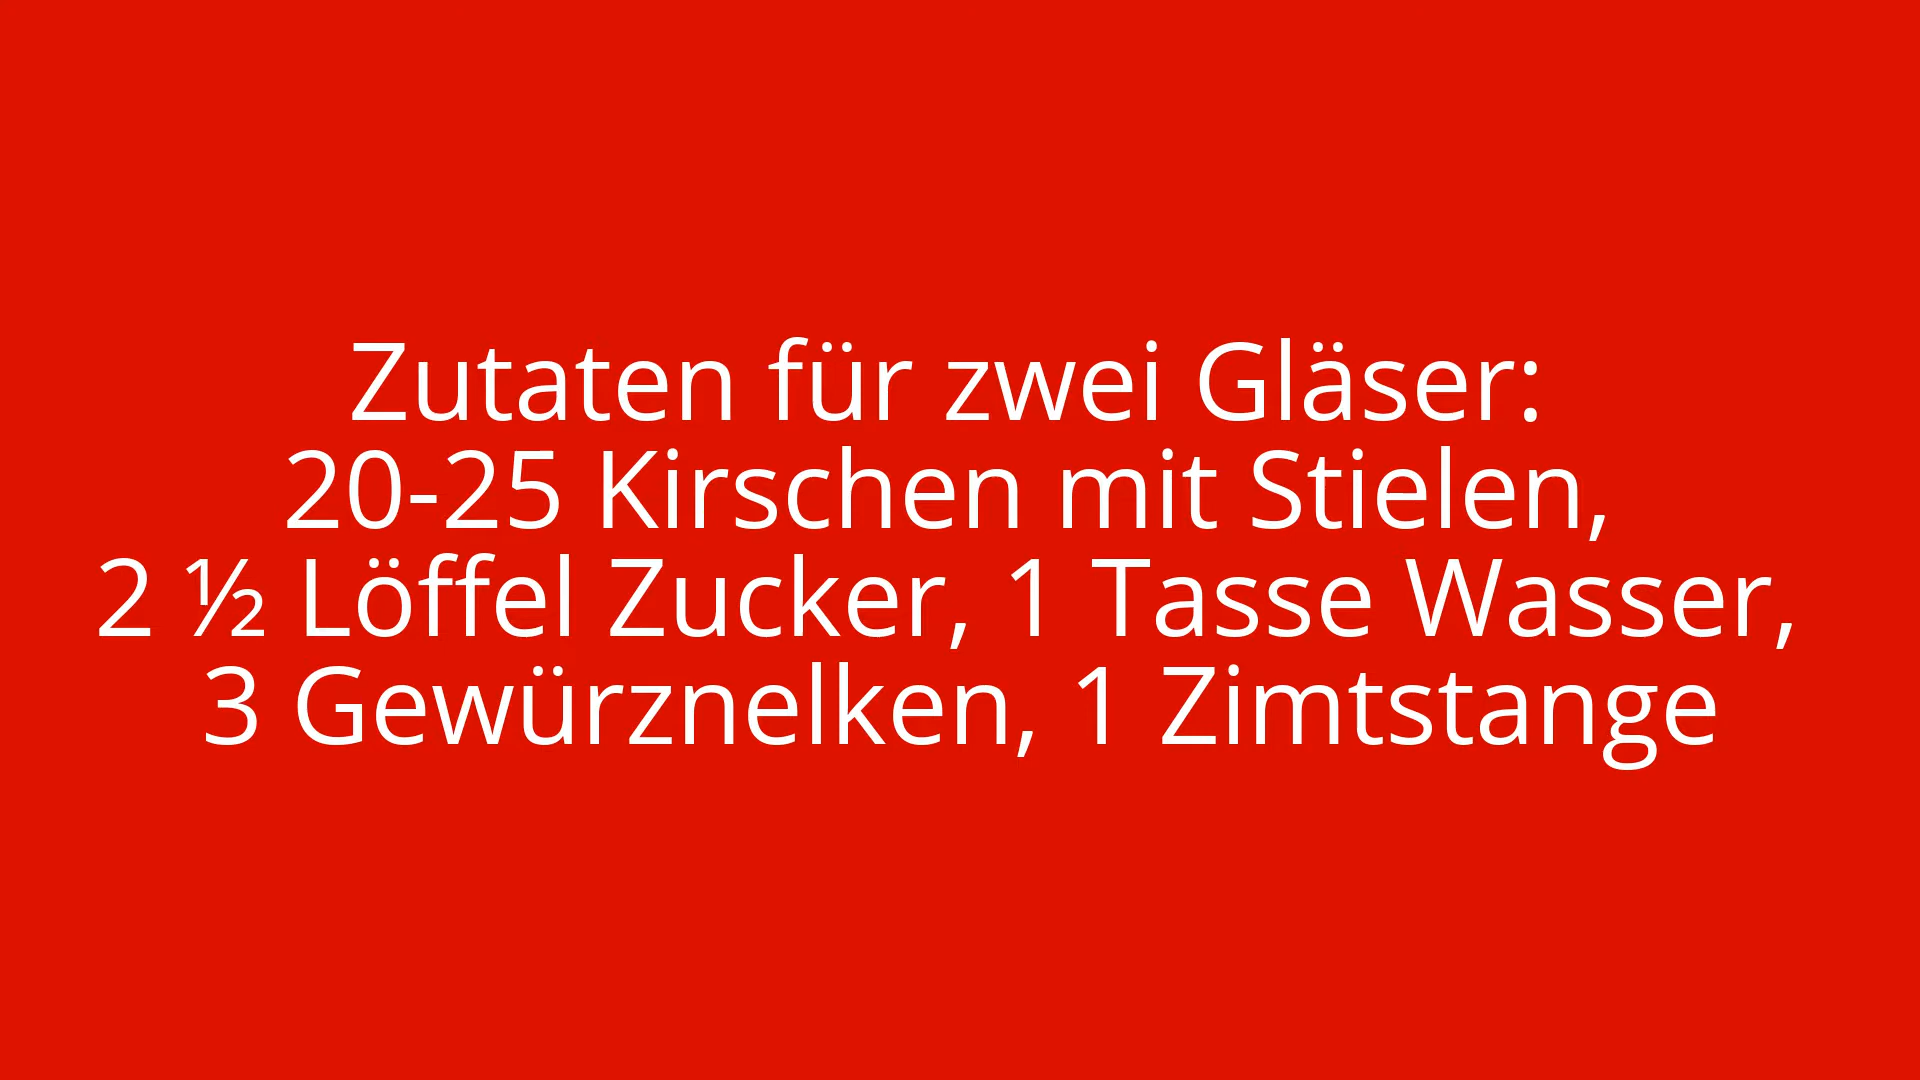 Zutaten für zwei Gläser:
20-25 Kirschen mit Stielen,
2 ½ Löffel Zucker, 1 Tasse Wasser,
3 Gewürznelken, 1 Zimtstange